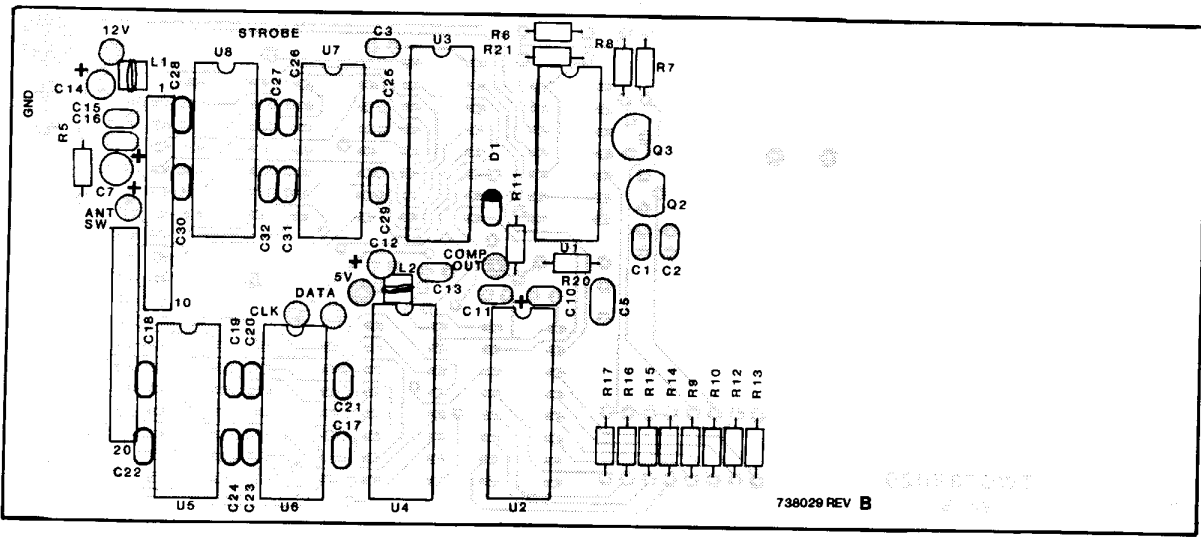 12V
STROBE
C3
U3
R6
R21
R8
R7
L1
C14
C28
U8
C27
C26
U7
C25
GND
C15
C16
1
R5
D1
Q3
C7
R11
Q2
ANT
SW
C30
C32
C31
C29
C12
COMP
OUT
U1
C1
C2
5V
L2
C13
R20
10
DATA
CLK
C11
C10
C5
C18
C19
C20
C21
C17
R17
R16
R15
R14
R9
R10
R12
R13
20
C22
C24
C23
U5
U6
U4
U2
738029 REV B